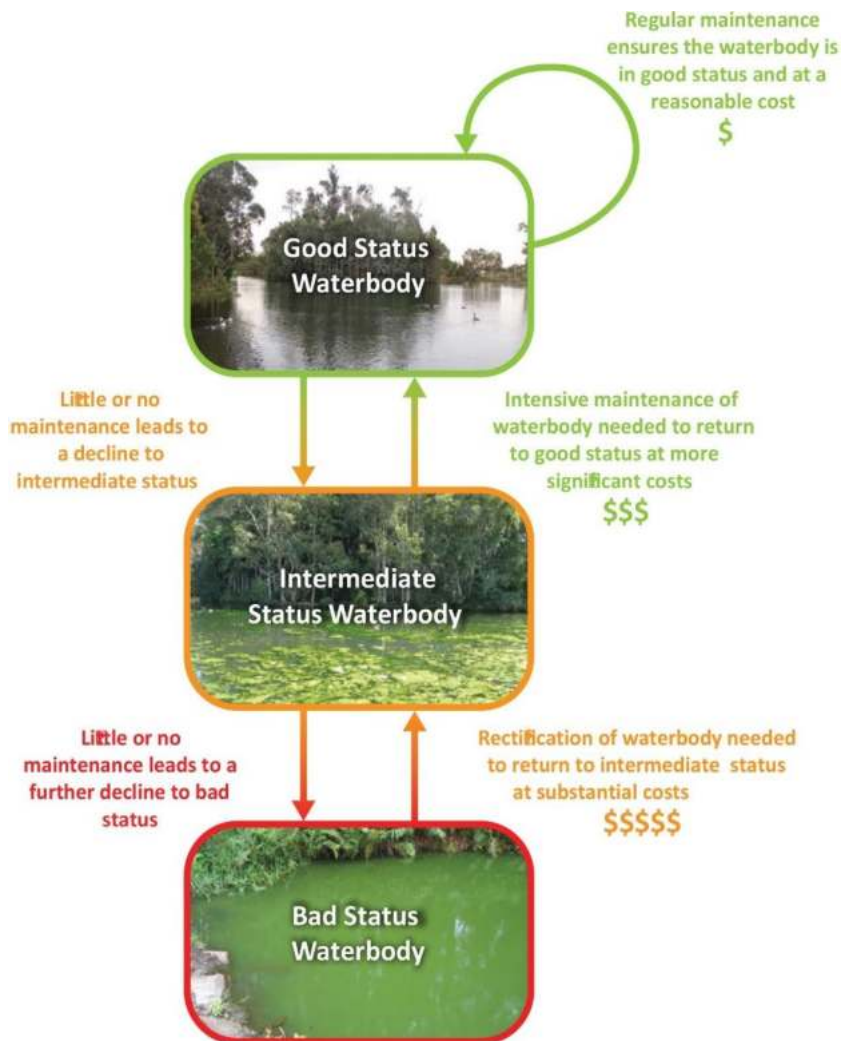 Regular maintenance
ensures the waterbody is
in good status and at a
reasonable cost
$
Good Status
Waterbody
Little or no
maintenance leads to
a decline to
intermediate status
Intensive maintenance of
waterbody needed to return
to good status at more
significant costs
$$$
Intermediate
Status Waterbody
Little or no
maintenance leads to a
further decline to bad
status
Rectification of waterbody needed
to return to intermediate status
at substantial costs
$$$$$
Bad Status
Waterbody